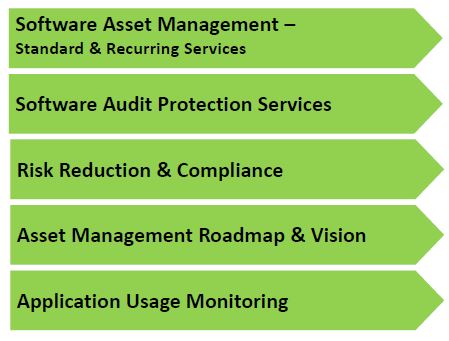 Software Asset Management –
Standard & Recurring Services
Software Audit Protection Services
Risk Reduction & Compliance
Asset Management Roadmap & Vision
Application Usage Monitoring